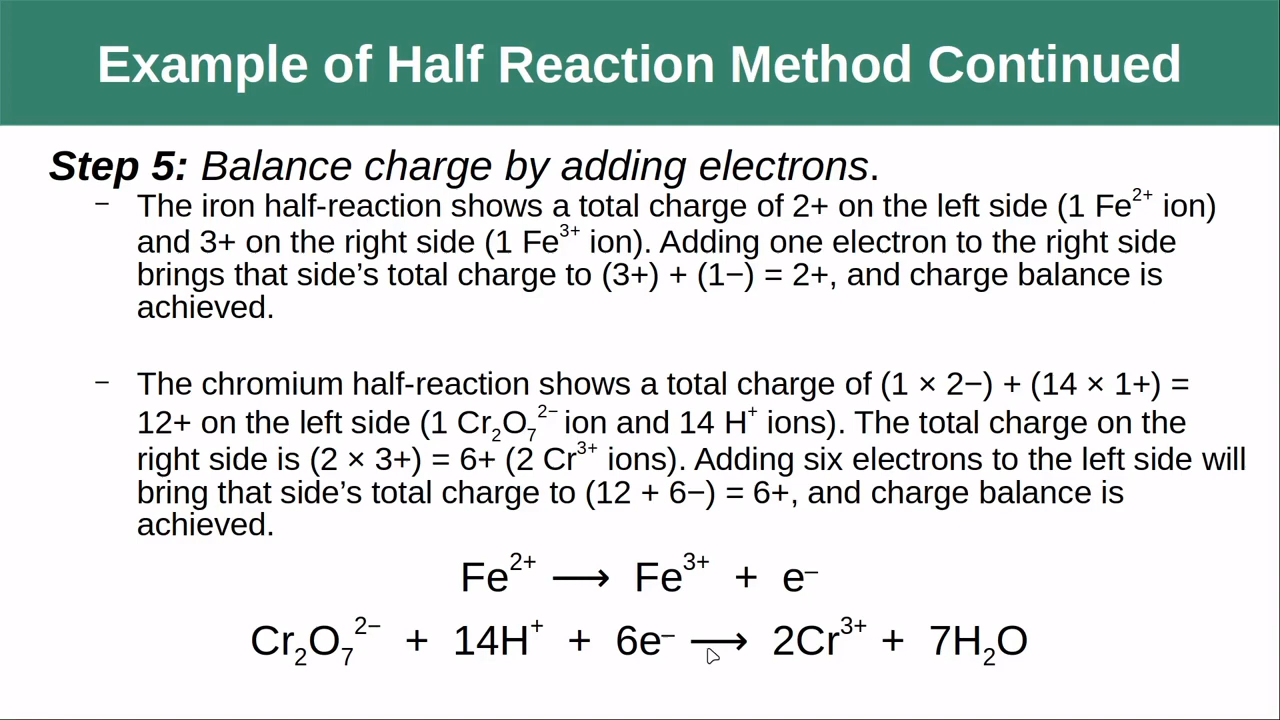 Example of Half Reaction Method Continued
Step 5: Balance charge by adding electrons.
– The iron half-reaction shows a total charge of 2+ on the left side (1 Fe²⁺ ion)
and 3+ on the right side (1 Fe³⁺ ion). Adding one electron to the right side
brings that side’s total charge to (3+) + (1−) = 2+, and charge balance is
achieved.
– The chromium half-reaction shows a total charge of (1 × 2−) + (14 × 1+) =
12+ on the left side (1 Cr₂O₇²⁻ ion and 14 H⁺ ions). The total charge on the
right side is (2 × 3+) = 6+ (2 Cr³⁺ ions). Adding six electrons to the left side will
bring that side’s total charge to (12 + 6−) = 6+, and charge balance is
achieved.
Fe²⁺ ⟶ Fe³⁺ + e⁻
Cr₂O₇²⁻ + 14H⁺ + 6e⁻ ⟶ 2Cr³⁺ + 7H₂O